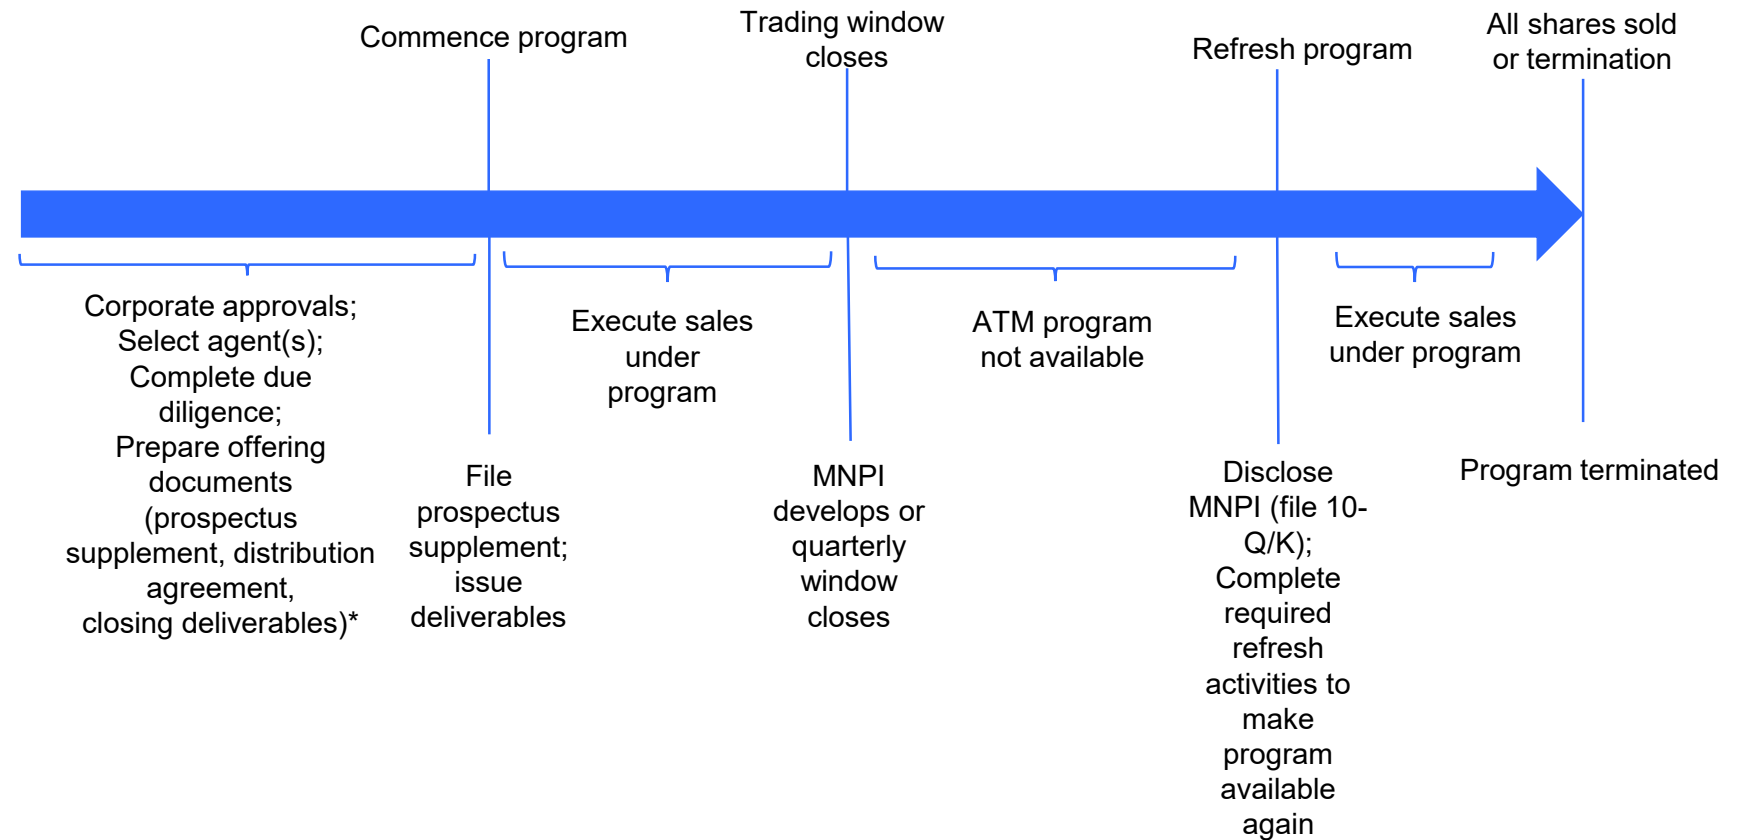 Commence program
Trading window
closes
Refresh program
All shares sold
or termination
Corporate approvals;
Select agent(s);
Complete due
diligence;
Prepare offering
documents
(prospectus
supplement, distribution
agreement,
closing deliverables)*
Execute sales
under
program
ATM program
not available
Execute sales
under program
File
prospectus
supplement;
issue
deliverables
MNPI
develops or
quarterly
window
closes
Disclose
MNPI (file 10-
Q/K);
Complete
required
refresh
activities to
make
program
available
again
Program terminated